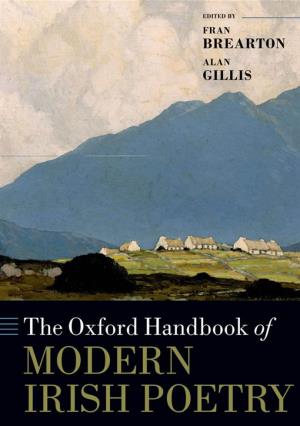 EDITED BY
FRAN
BREARTON
ALAN
GILLIS
The Oxford Handbook of
MODERN
IRISH POETRY